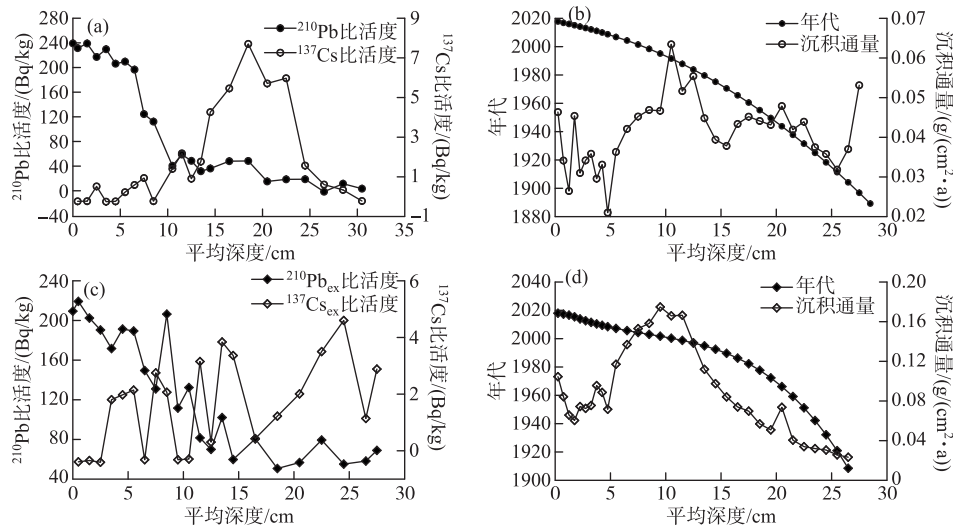 (a)
²¹⁰Pb比活度
¹³⁷Cs比活度
²¹⁰Pb比活度/(Bq/kg)
280
240
200
160
120
80
40
0
−40
9
7
5
3
1
−1
¹³⁷Cs比活度/(Bq/kg)
0 5 10 15 20 25 30 35
平均深度/cm
(b)
年代
沉积通量
年代
2020
2000
1980
1960
1940
1920
1900
1880
0.07
0.06
0.05
0.04
0.03
0.02
沉积通量/(g/(cm²•a))
0 5 10 15 20 25 30
平均深度/cm
(c)
²¹⁰Pbₑₓ比活度
¹³⁷Csₑₓ比活度
²¹⁰Pb比活度/(Bq/kg)
240
200
160
120
80
40
6
4
2
0
¹³⁷Cs比活度/(Bq/kg)
0 5 10 15 20 25 30
平均深度/cm
(d)
年代
沉积通量
年代
2040
2020
2000
1980
1960
1940
1920
1900
0.20
0.16
0.12
0.08
0.04
0
沉积通量/(g/(cm²•a))
0 5 10 15 20 25 30
平均深度/cm